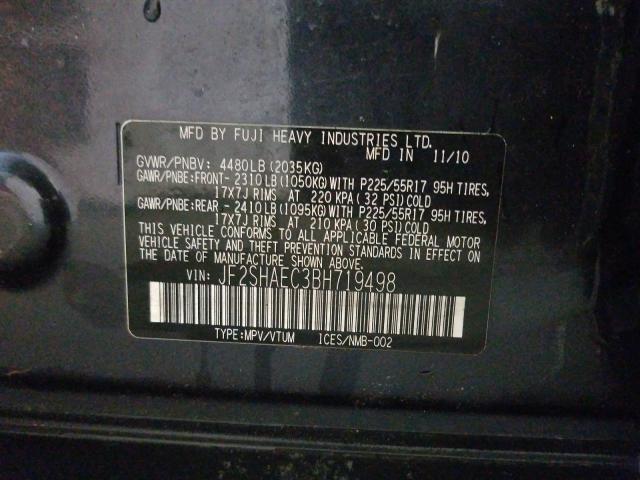 MFD BY FUJI HEAVY INDUSTRIES LTD.
MFD IN 11/10
GVWR/PNBV: 4480LB(2035KG)
GAWR/PNBE:FRONT- 2310LB(1050KG)WITH P225/55R17 95H TIRES,
17X7J RIMS AT 220 KPA(32 PSI)COLD
GAWR/PNBE:REAR - 2410LB(1095KG)WITH P225/55R17 95H TIRES,
17X7J RIMS AT 210 KPA(30 PSI)COLD
THIS VEHICLE CONFORMS TO ALL APPLICABLE FEDERAL MOTOR
VEHICLE SAFETY AND THEFT PREVENTION STANDARDS IN EFFECT ON
THE DATE OF MANUFACTURE SHOWN ABOVE.
VIN: JF2SHAEC3BH719498
TYPE:MPV/VTUM ICES/NMB-002